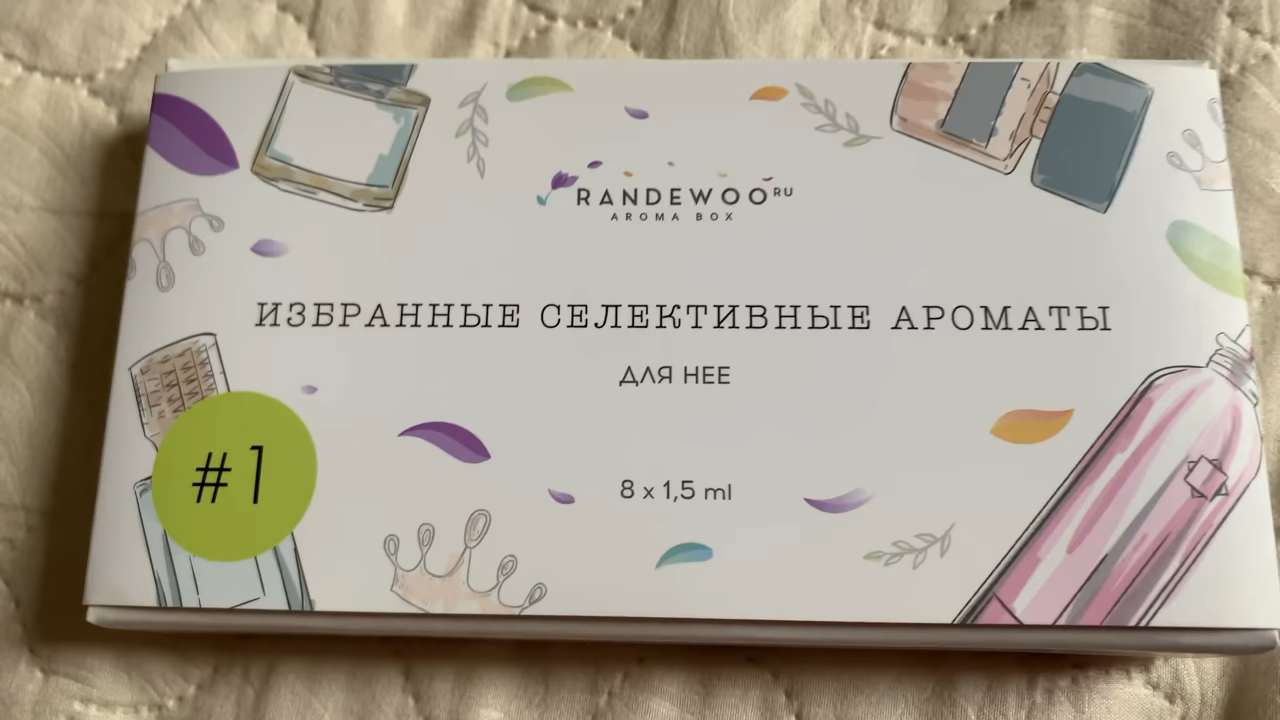 RANDEWOO RU
AROMA BOX
ИЗБРАННЫЕ СЕЛЕКТИВНЫЕ АРОМАТЫ
ДЛЯ НЕЕ
#1
8 x 1,5 ml